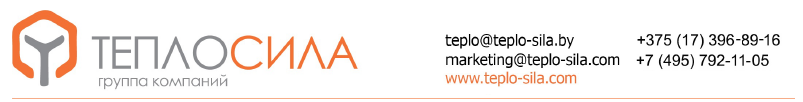 ТЕПЛОСИЛА
группа компаний
teplo@teplo-sila.by +375 (17) 396-89-16
marketing@teplo-sila.com +7 (495) 792-11-05
www.teplo-sila.com